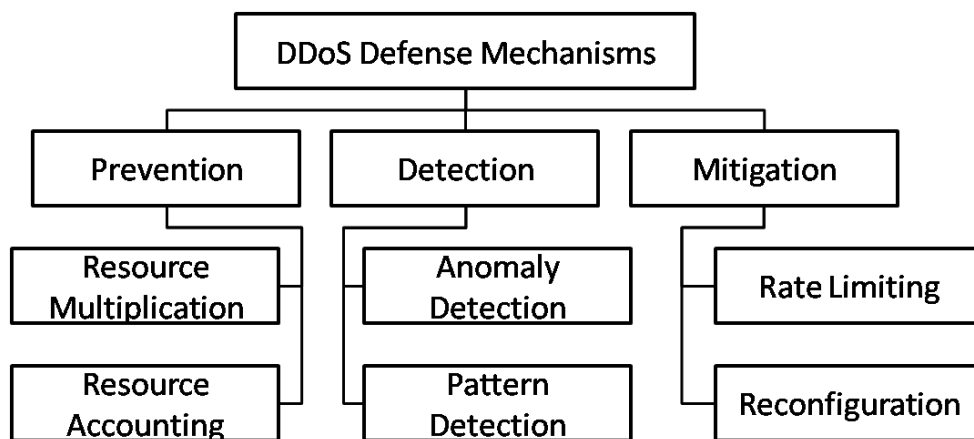 DDoS Defense Mechanisms
Prevention
Detection
Mitigation
Resource
Multiplication
Anomaly
Detection
Rate Limiting
Resource
Accounting
Pattern
Detection
Reconfiguration